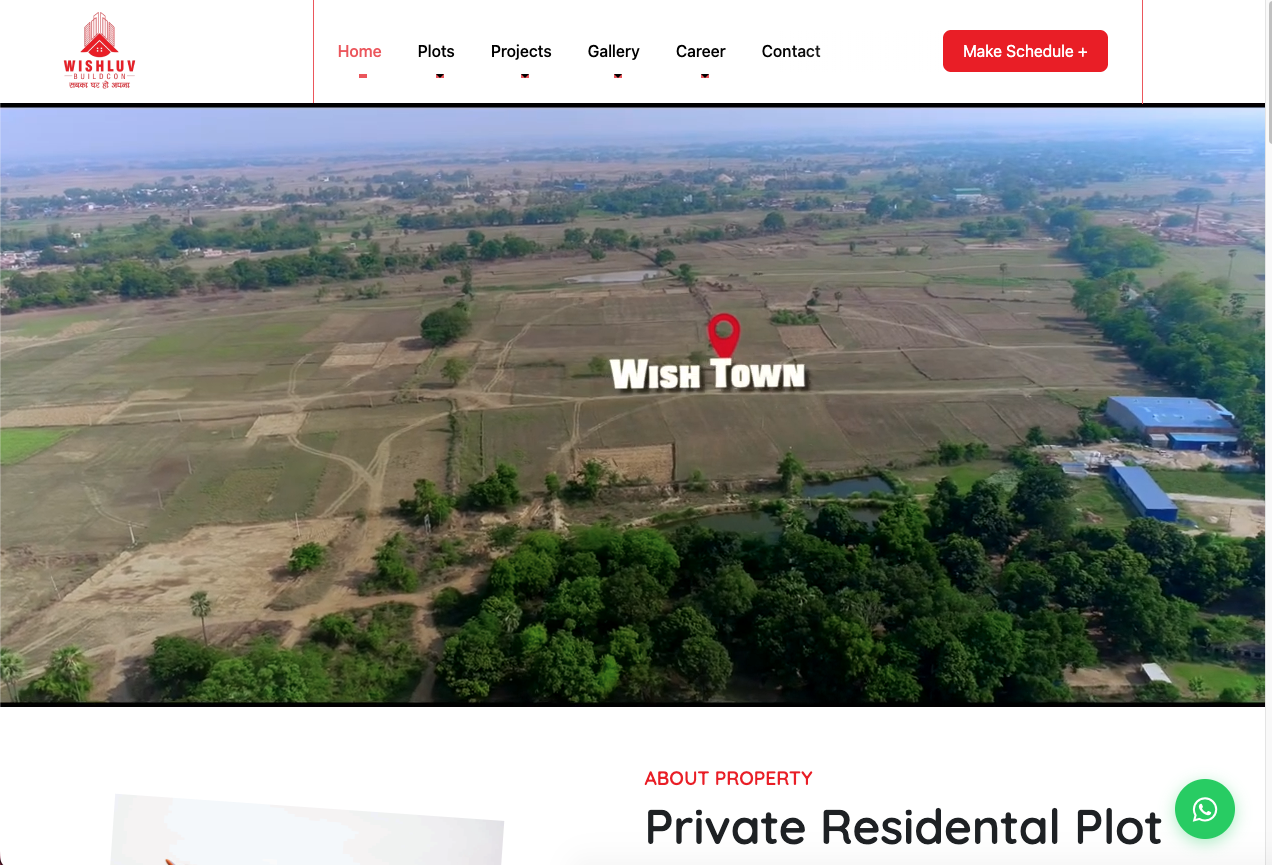 WISHLUV
BUILDCON
सबका घर हो अपना
Home
Plots
Projects
Gallery
Career
Contact
Make Schedule +
Wish Town
ABOUT PROPERTY
Private Residental Plot